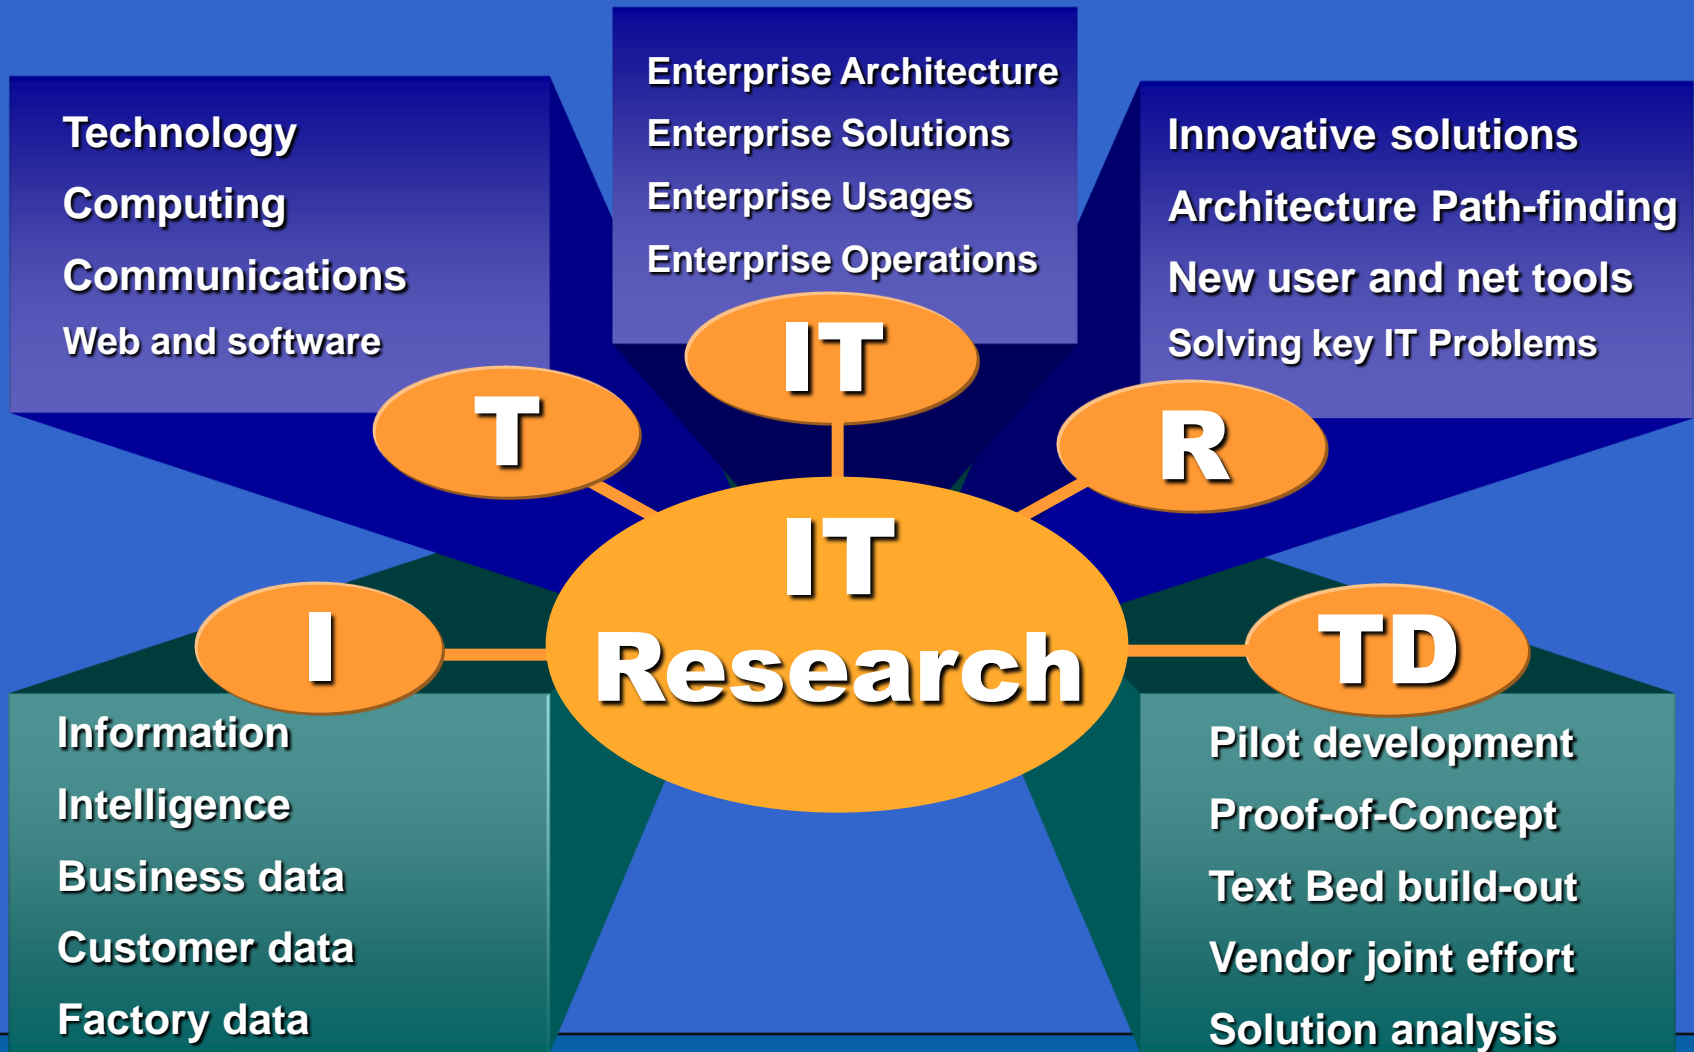 Technology
Computing
Communications
Web and software
T
Enterprise Architecture
Enterprise Solutions
Enterprise Usages
Enterprise Operations
IT
Innovative solutions
Architecture Path-finding
New user and net tools
Solving key IT Problems
R
IT
Research
I
Information
Intelligence
Business data
Customer data
Factory data
TD
Pilot development
Proof-of-Concept
Text Bed build-out
Vendor joint effort
Solution analysis